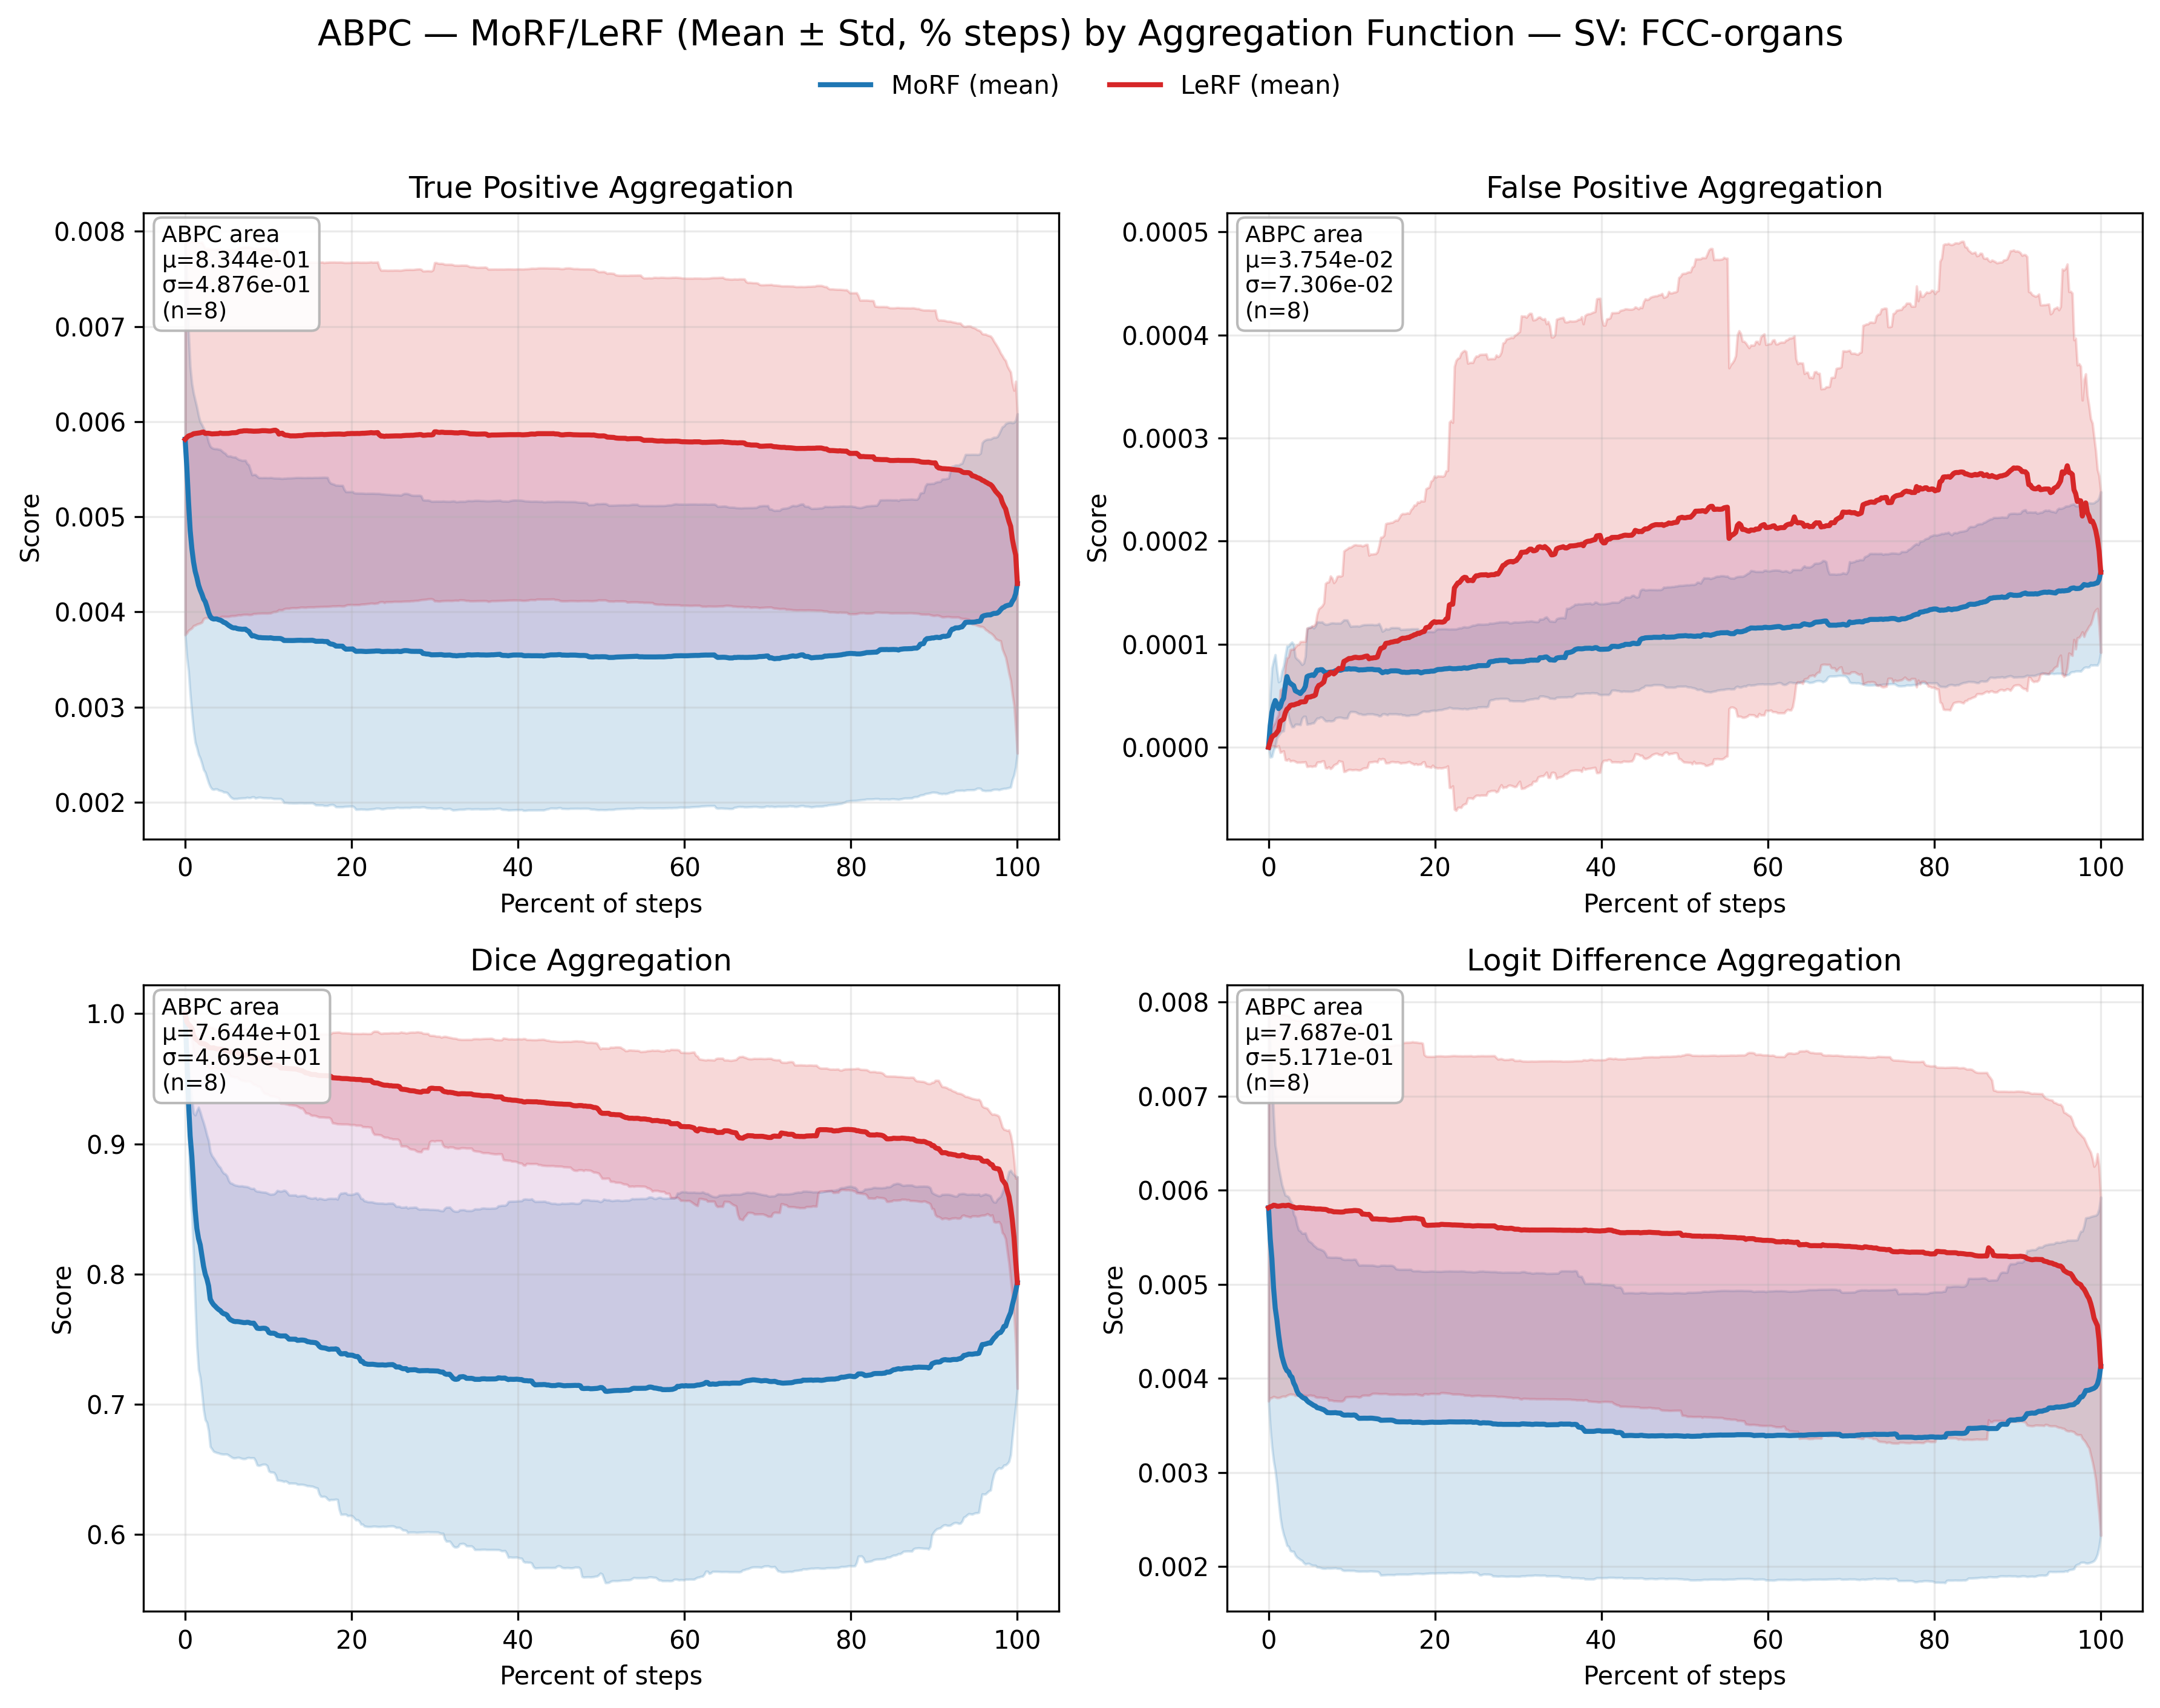 ABPC — MoRF/LeRF (Mean ± Std, % steps) by Aggregation Function — SV: FCC-organs
MoRF (mean)
LeRF (mean)
True Positive Aggregation
ABPC area
μ=8.344e-01
σ=4.876e-01
(n=8)
0.008
0.007
0.006
0.005
0.004
0.003
0.002
Score
0 20 40 60 80 100
Percent of steps
False Positive Aggregation
ABPC area
μ=3.754e-02
σ=7.306e-02
(n=8)
0.0005
0.0004
0.0003
0.0002
0.0001
0.0000
Score
0 20 40 60 80 100
Percent of steps
Dice Aggregation
ABPC area
μ=7.644e+01
σ=4.695e+01
(n=8)
1.0
0.9
0.8
0.7
0.6
Score
0 20 40 60 80 100
Percent of steps
Logit Difference Aggregation
ABPC area
μ=7.687e-01
σ=5.171e-01
(n=8)
0.008
0.007
0.006
0.005
0.004
0.003
0.002
Score
0 20 40 60 80 100
Percent of steps